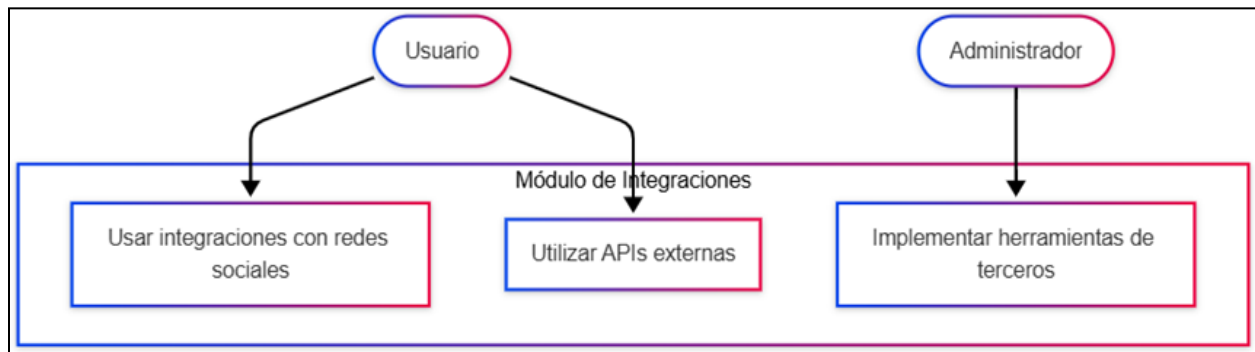 Usuario
Administrador
Módulo de Integraciones
Usar integraciones con redes
sociales
Utilizar APIs externas
Implementar herramientas de
terceros